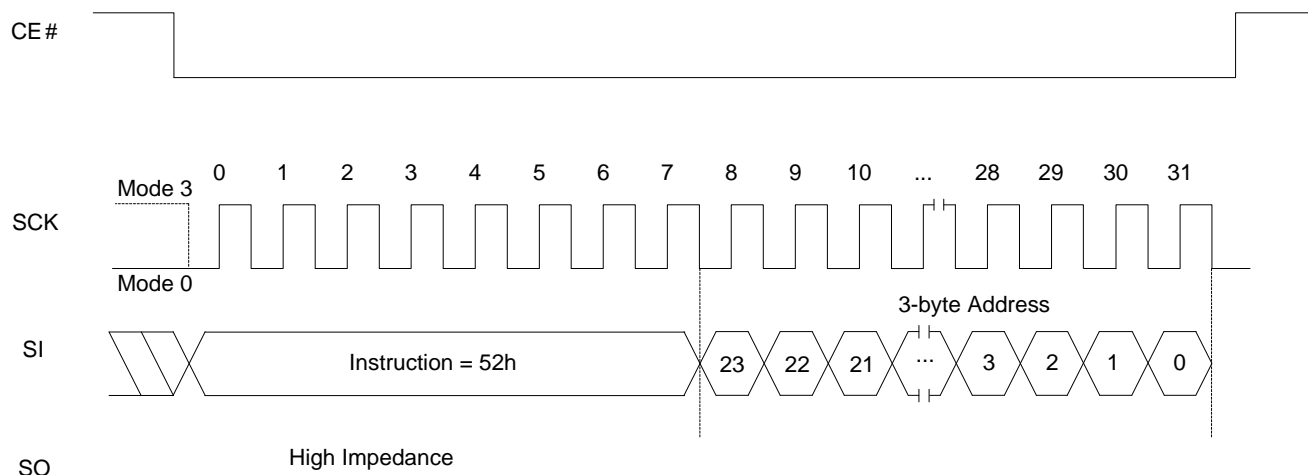 CE #
0 1 2 3 4 5 6 7 8 9 10 ... 28 29 30 31
Mode 3
SCK
Mode 0
3-byte Address
SI
Instruction = 52h
23 22 21 ... 3 2 1 0
High Impedance
SO